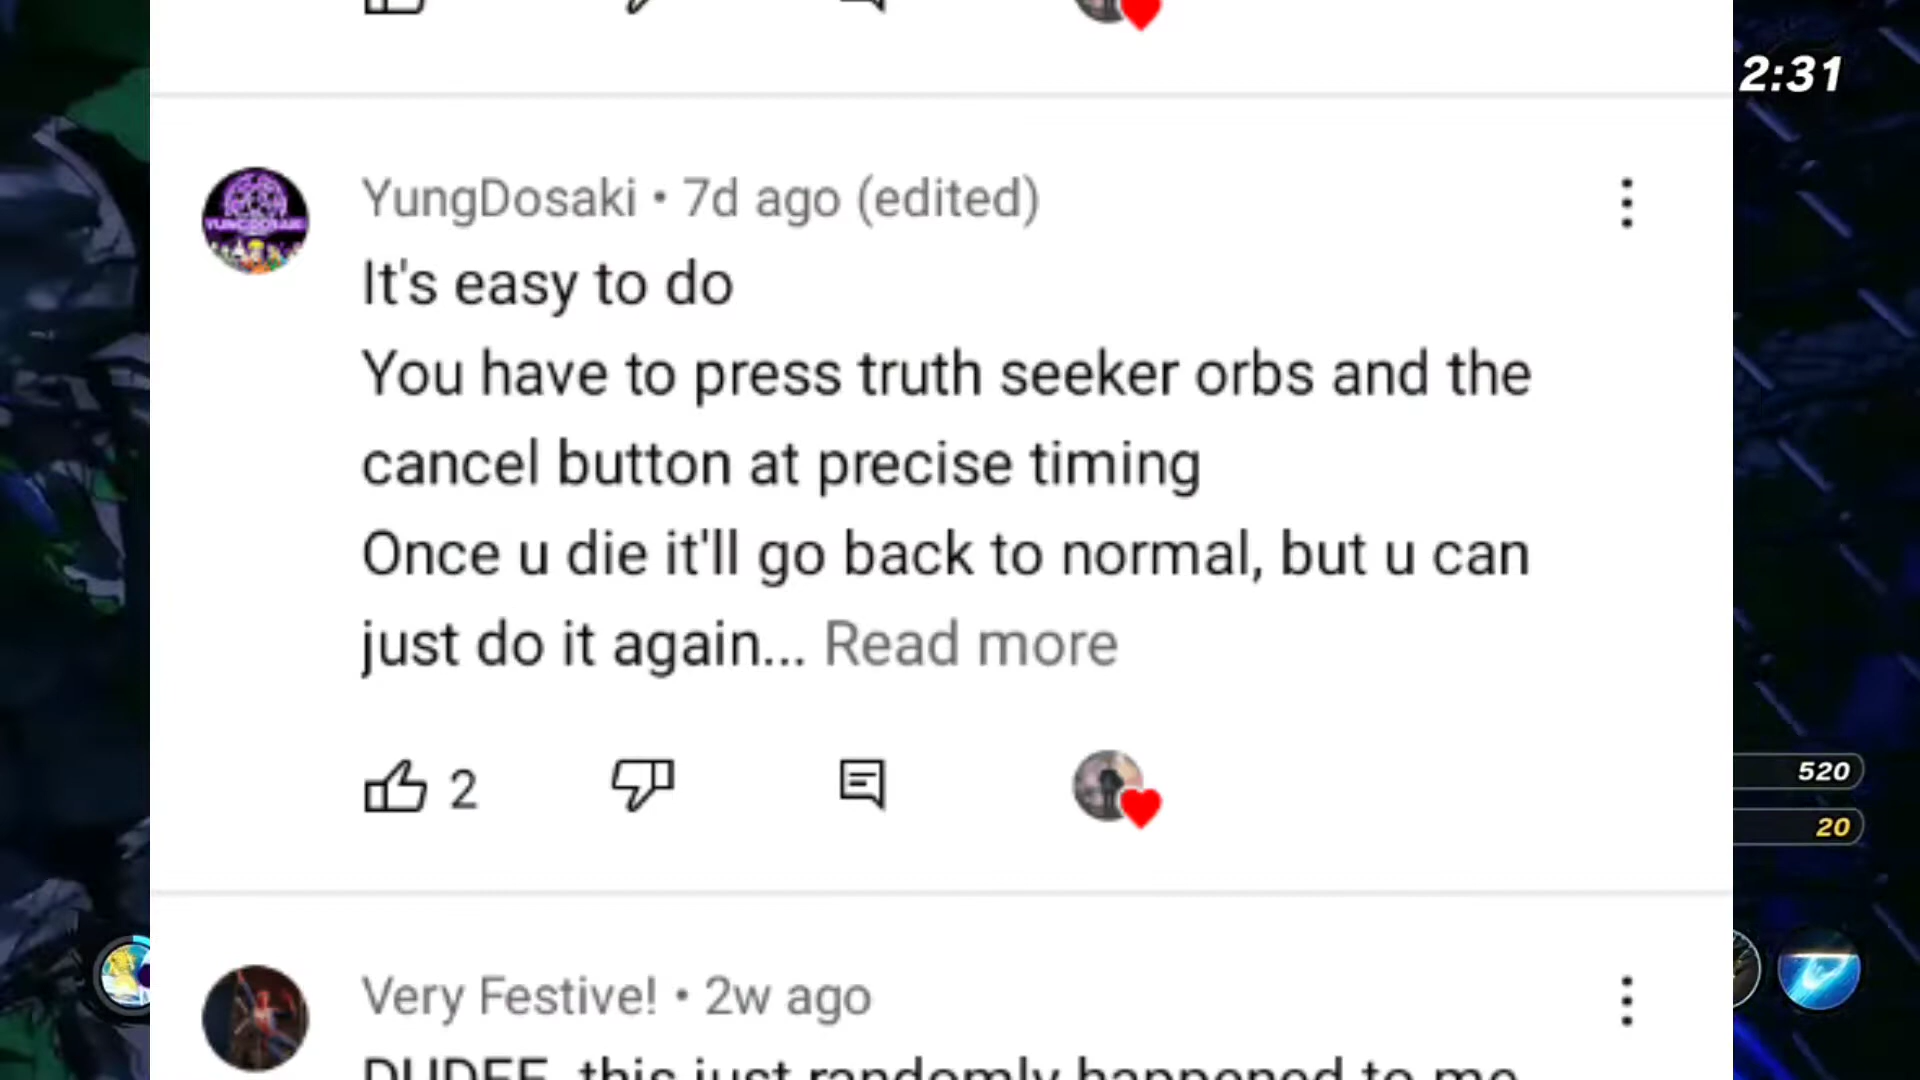 2:31
YungDosaki • 7d ago (edited)
YUNGDOSAKI
It's easy to do
You have to press truth seeker orbs and the
cancel button at precise timing
Once u die it'll go back to normal, but u can
just do it again... Read more
2
520
20
Very Festive! • 2w ago
DUDEE, this just randomly happened to me